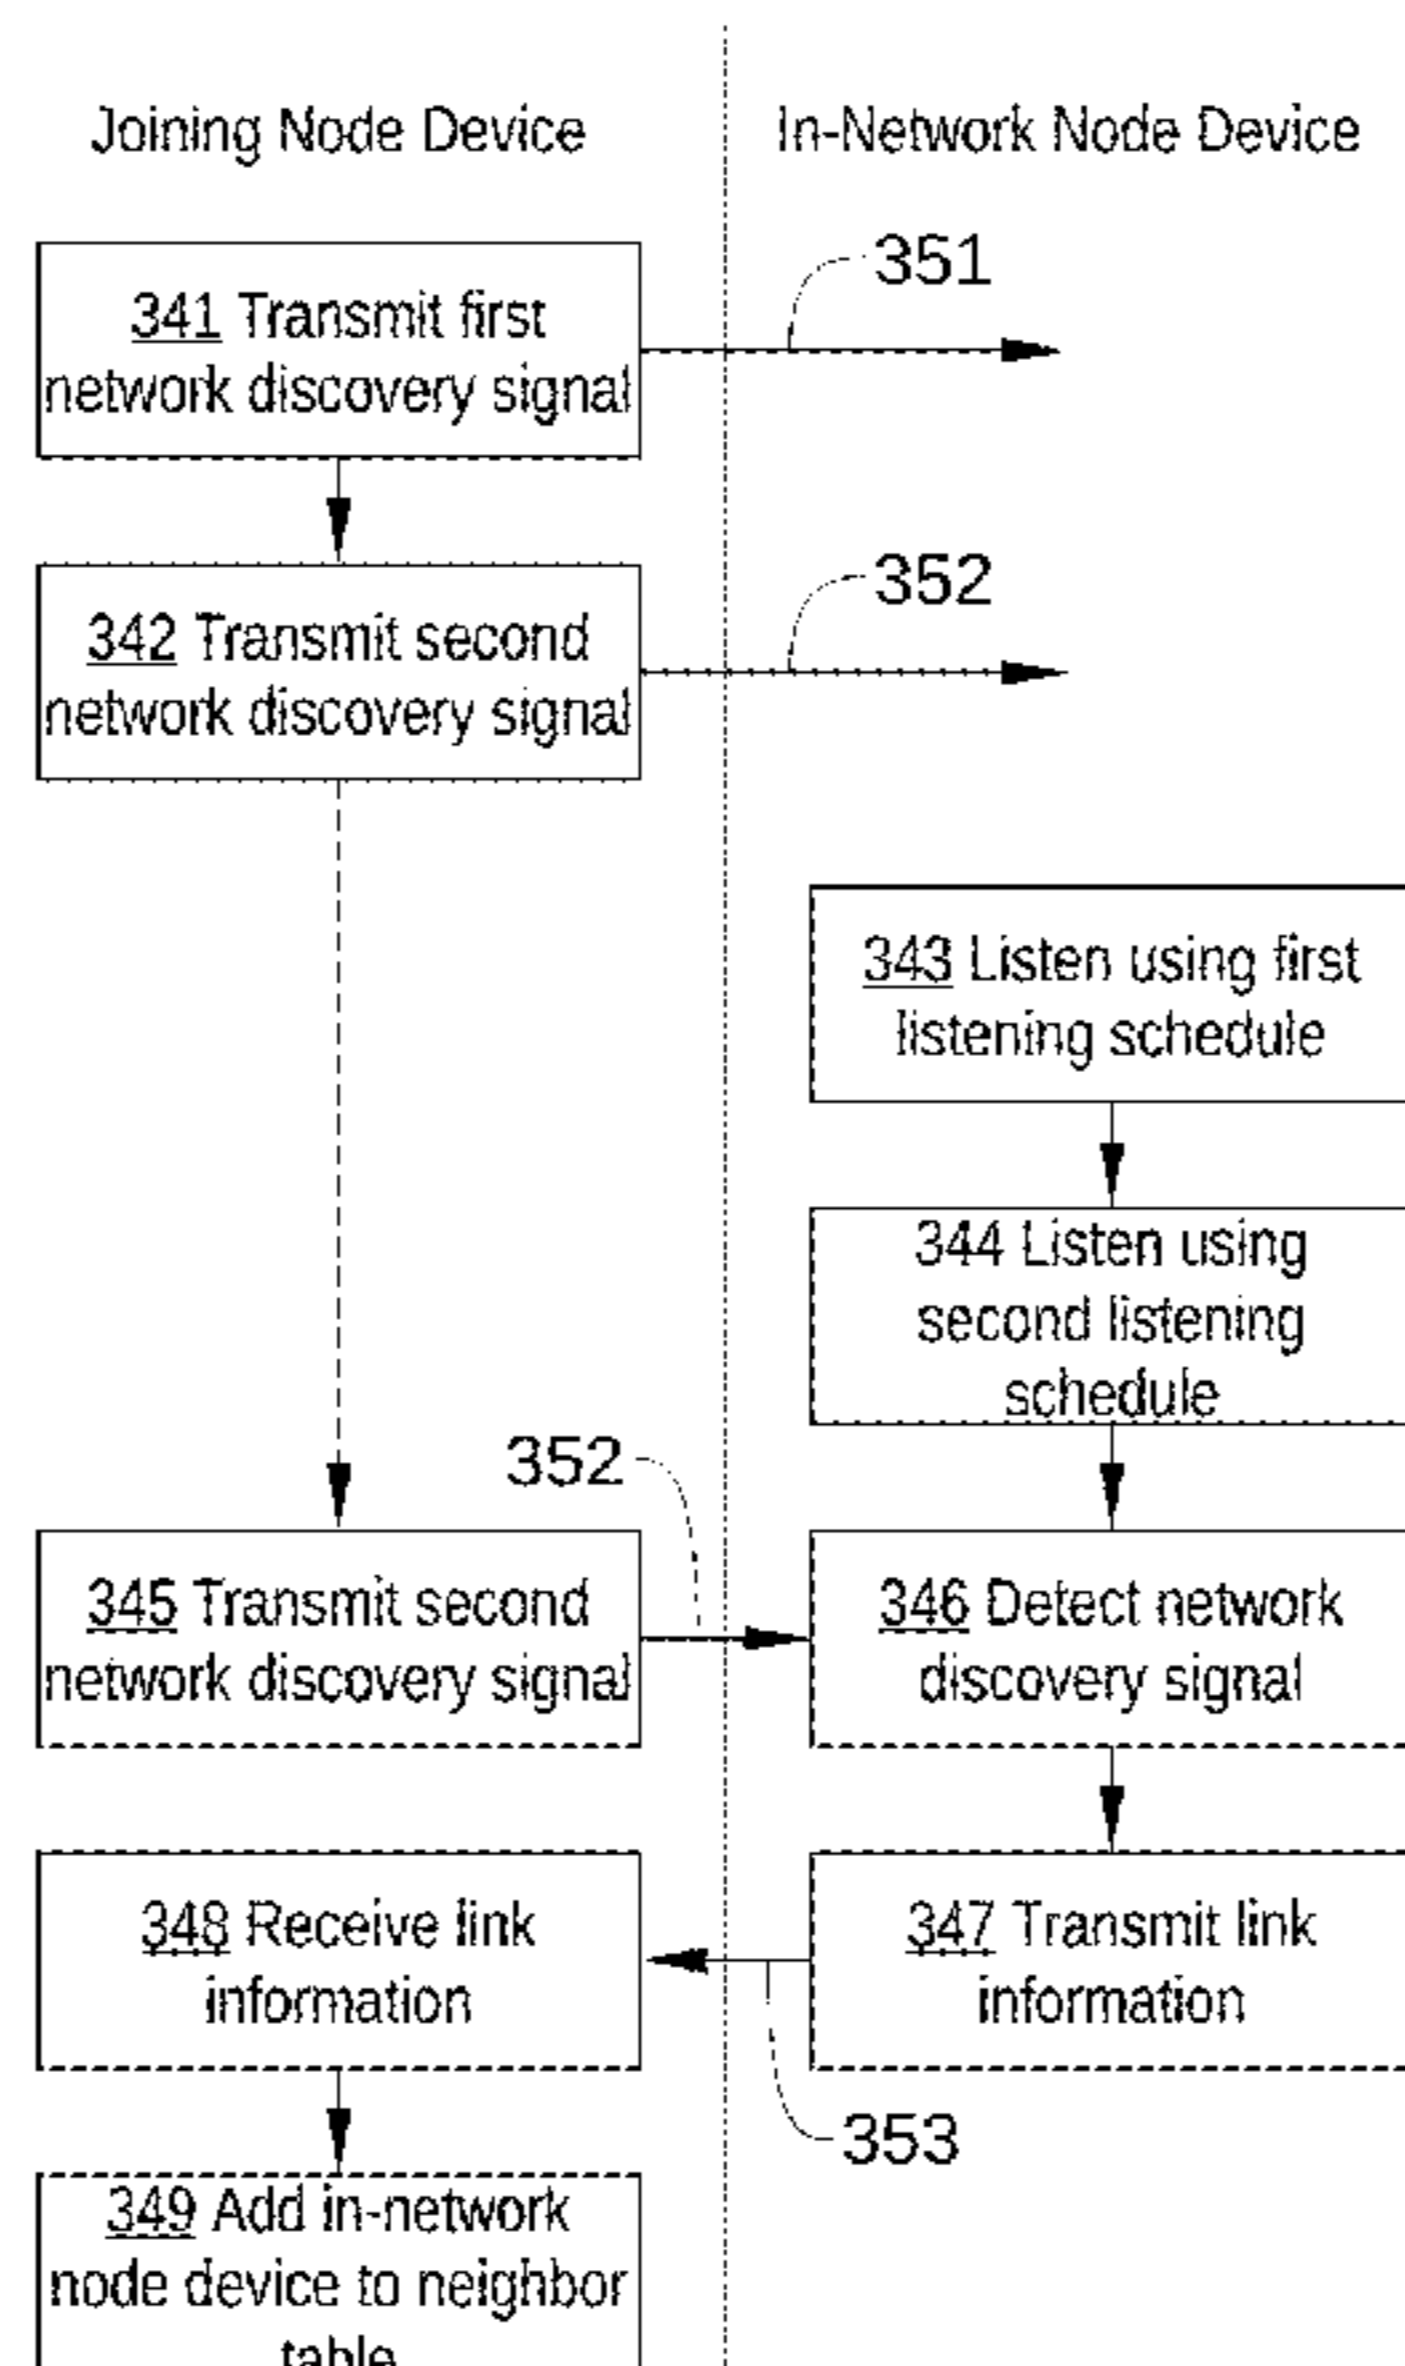 Joining Node Device
In-Network Node Device
351
341 Transmit first
network discovery signal
352
342 Transmit second
network discovery signal
343 Listen using first
listening schedule
344 Listen using
second listening
schedule
352
345 Transmit second
network discovery signal
346 Detect network
discovery signal
348 Receive link
information
347 Transmit link
information
353
349 Add in-network
node device to neighbor
table